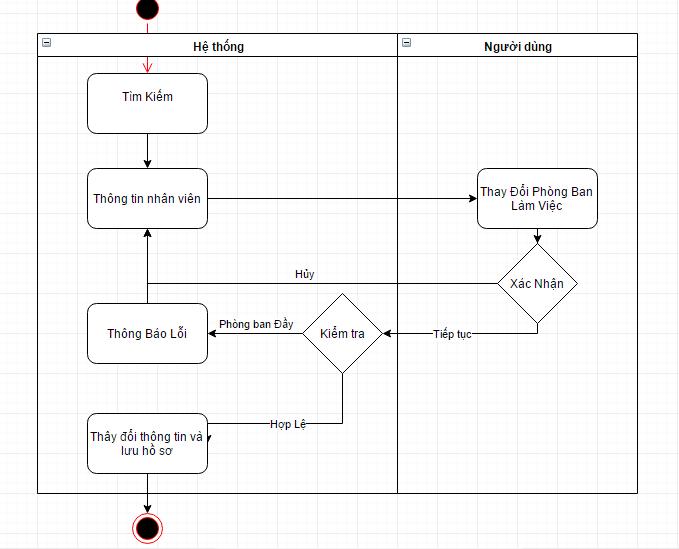 Hệ thống
Người dùng
Tìm Kiếm
Thông tin nhân viên
Thay Đổi Phòng Ban
Làm Việc
Hủy
Xác Nhận
Thông Báo Lỗi
Phòng ban Đầy
Kiểm tra
Tiếp tục
Hợp Lệ
Thây đổi thông tin và
lưu hồ sơ